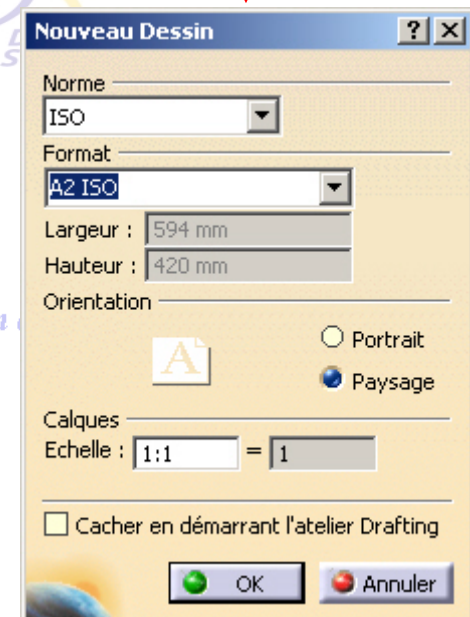 Nouveau Dessin
Norme
ISO
Format
A2 ISO
Largeur : 594 mm
Hauteur : 420 mm
Orientation
A
Portrait
Paysage
Calques
Echelle : 1:1 = 1
Cacher en démarrant l'atelier Drafting
OK Annuler